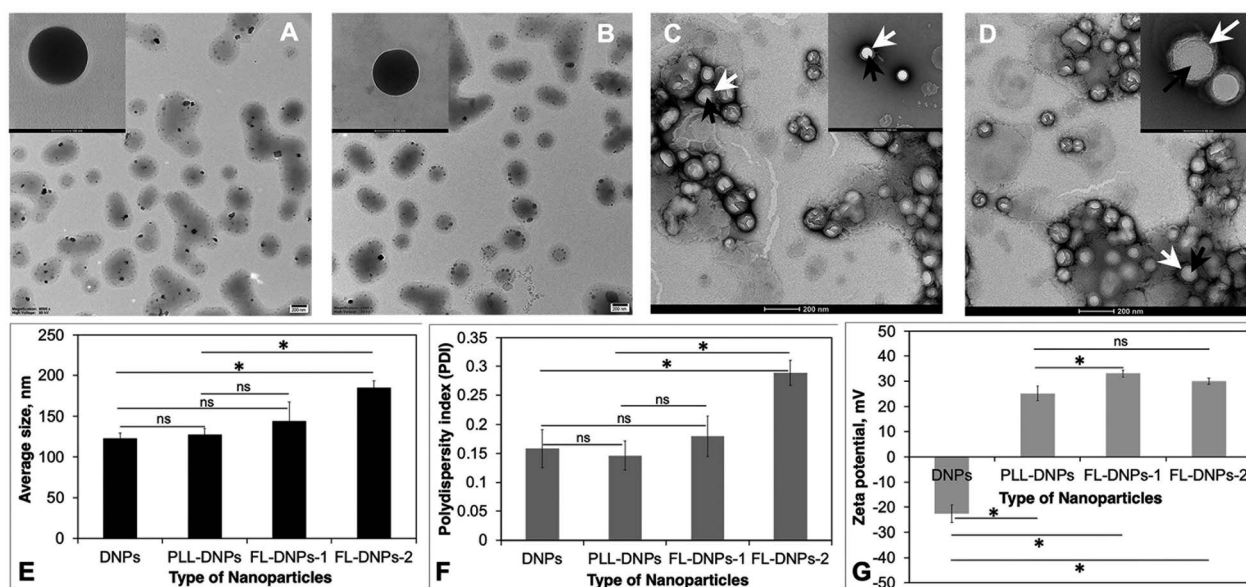 A
B
C
D
200 nm
200 nm
200 nm
200 nm
250
200
150
100
50
0
Average size, nm
*
*
ns
ns
ns
DNPs
PLL-DNPs
FL-DNPs-1
FL-DNPs-2
Type of Nanoparticles
E
0.35
0.3
0.25
0.2
0.15
0.1
0.05
0
Polydispersity index (PDI)
*
*
ns
ns
ns
DNPs
PLL-DNPs
FL-DNPs-1
FL-DNPs-2
Type of Nanoparticles
F
50
40
30
20
10
0
-10
-20
-30
-40
-50
Zeta potential, mV
ns
*
DNPs
PLL-DNPs
FL-DNPs-1
FL-DNPs-2
Type of Nanoparticles
*
*
*
G